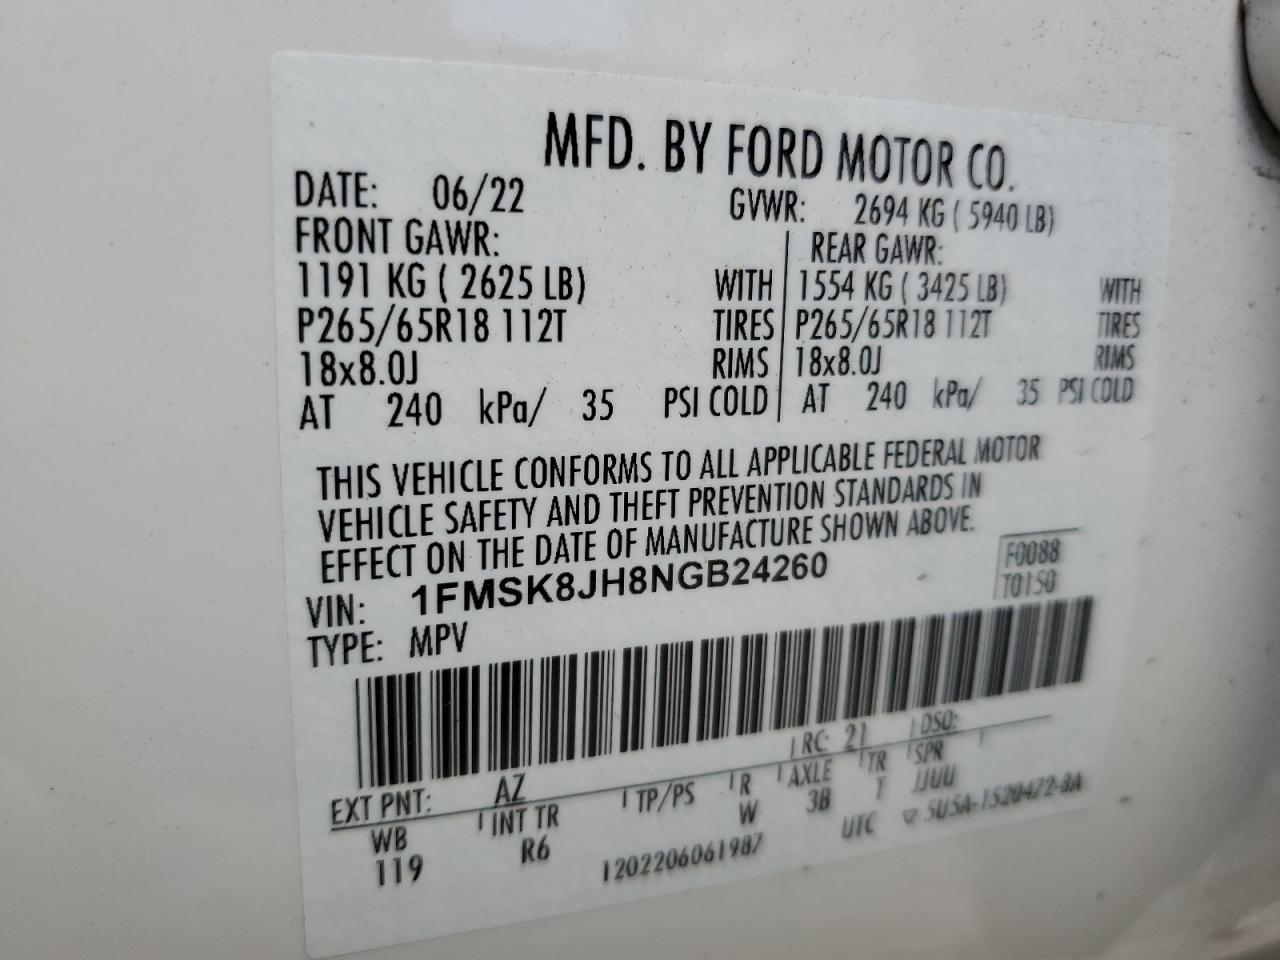 MFD. BY FORD MOTOR CO.
DATE: 06/22 GVWR: 2694 KG ( 5940 LB)
FRONT GAWR: REAR GAWR:
1191 KG ( 2625 LB) WITH 1554 KG ( 3425 LB) WITH
P265/65R18 112T TIRES P265/65R18 112T TIRES
18x8.0J RIMS 18x8.0J RIMS
AT 240 kPa/ 35 PSI COLD AT 240 kPa/ 35 PSI COLD
THIS VEHICLE CONFORMS TO ALL APPLICABLE FEDERAL MOTOR
VEHICLE SAFETY AND THEFT PREVENTION STANDARDS IN
EFFECT ON THE DATE OF MANUFACTURE SHOWN ABOVE.
VIN: 1FMSK8JH8NGB24260 F0088
TYPE: MPV T0150
EXT PNT: AZ RC: 21 DSO:
WB INT TR TP/PS R AXLE TR SPR
119 R6 W 3B T JJUU
1202206061987 UTC ▽ 5U5A-1520472-8A